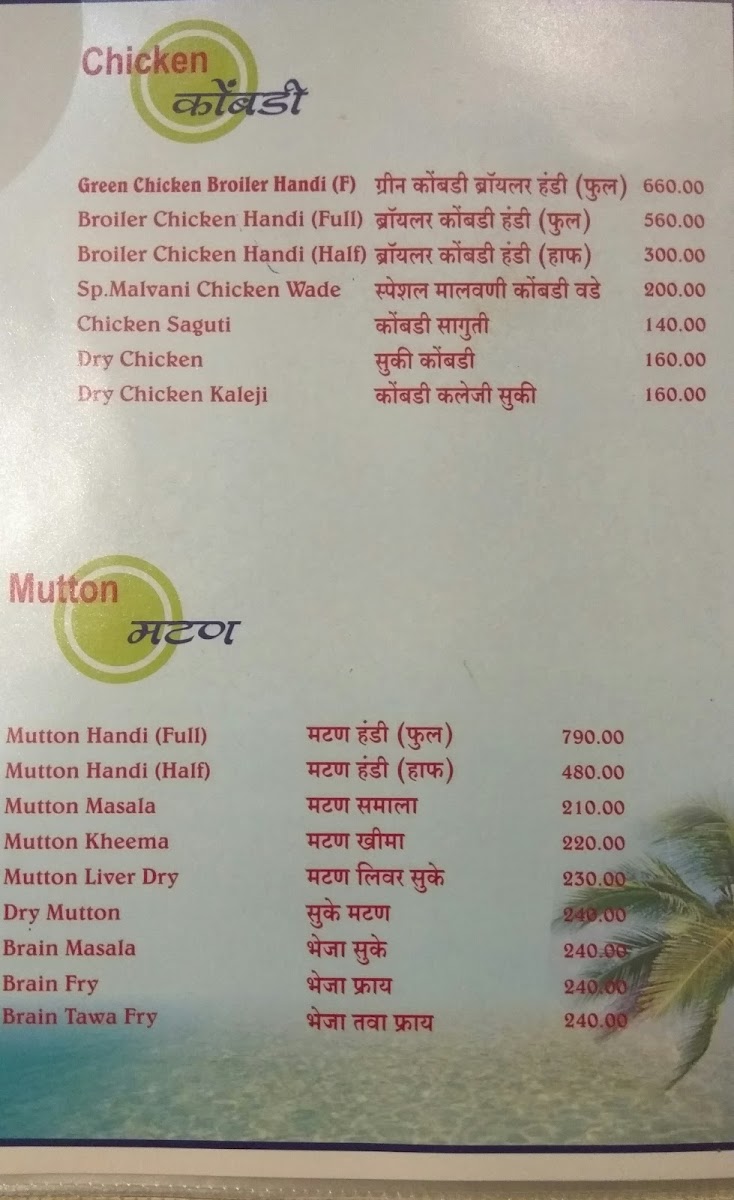 Chicken
कोंबडी
Green Chicken Broiler Handi (F) ग्रीन कोंबडी ब्रॉयलर हंडी (फुल) 660.00
Broiler Chicken Handi (Full) ब्रॉयलर कोंबडी हंडी (फुल) 560.00
Broiler Chicken Handi (Half) ब्रॉयलर कोंबडी हंडी (हाफ) 300.00
Sp.Malvani Chicken Wade स्पेशल मालवणी कोंबडी वडे 200.00
Chicken Saguti कोंबडी सागुती 140.00
Dry Chicken सुकी कोंबडी 160.00
Dry Chicken Kaleji कोंबडी कलेजी सुकी 160.00
Mutton
मटण
Mutton Handi (Full) मटण हंडी (फुल) 790.00
Mutton Handi (Half) मटण हंडी (हाफ) 480.00
Mutton Masala मटण समाला 210.00
Mutton Kheema मटण खीमा 220.00
Mutton Liver Dry मटण लिवर सुके 230.00
Dry Mutton सुके मटण 240.00
Brain Masala भेजा सुके 240.00
Brain Fry भेजा फ्राय 240.00
Brain Tawa Fry भेजा तवा फ्राय 240.00